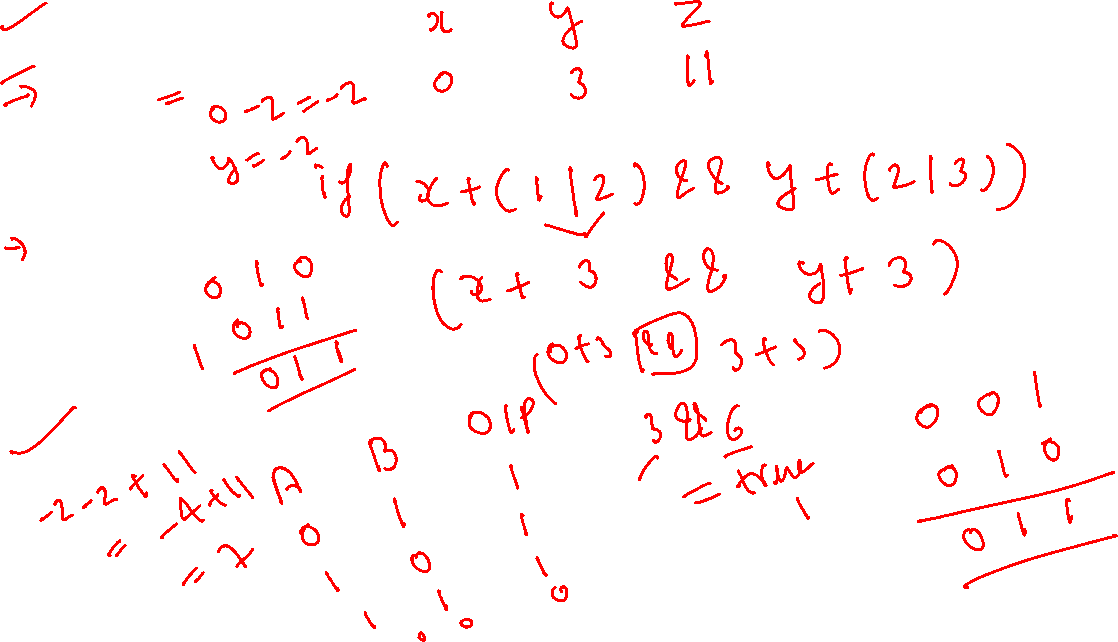 x y z
0 3 11
= 0-2=-2
y=-2
if(x+(1|2) && y+(2|3))
(x+ 3 && y+3)
(0+3 && 3+3)
3 && 6
= true
1
0 1 0
0 1 1
1
0 1 1
0 0 1
0 1 0
0 1 1
-2-2+11
= -4+11
= 7
A B O/P
0 1 1
1 0 1
1 1 1
0 0 0